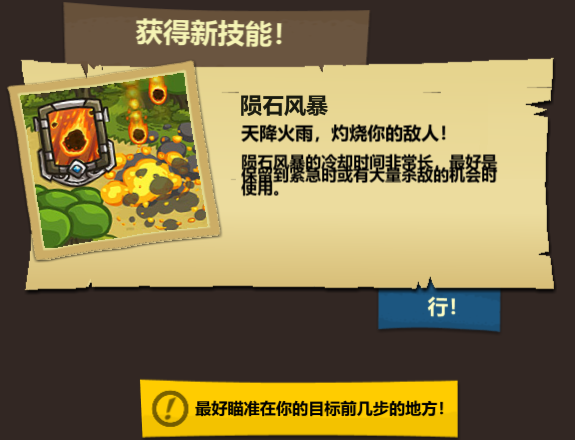 获得新技能！
陨石风暴
天降火雨，灼烧你的敌人！
陨石风暴的冷却时间非常长，最好是
保留到紧急时或有大量杀敌的机会时
使用。
行！
最好瞄准在你的目标前几步的地方！